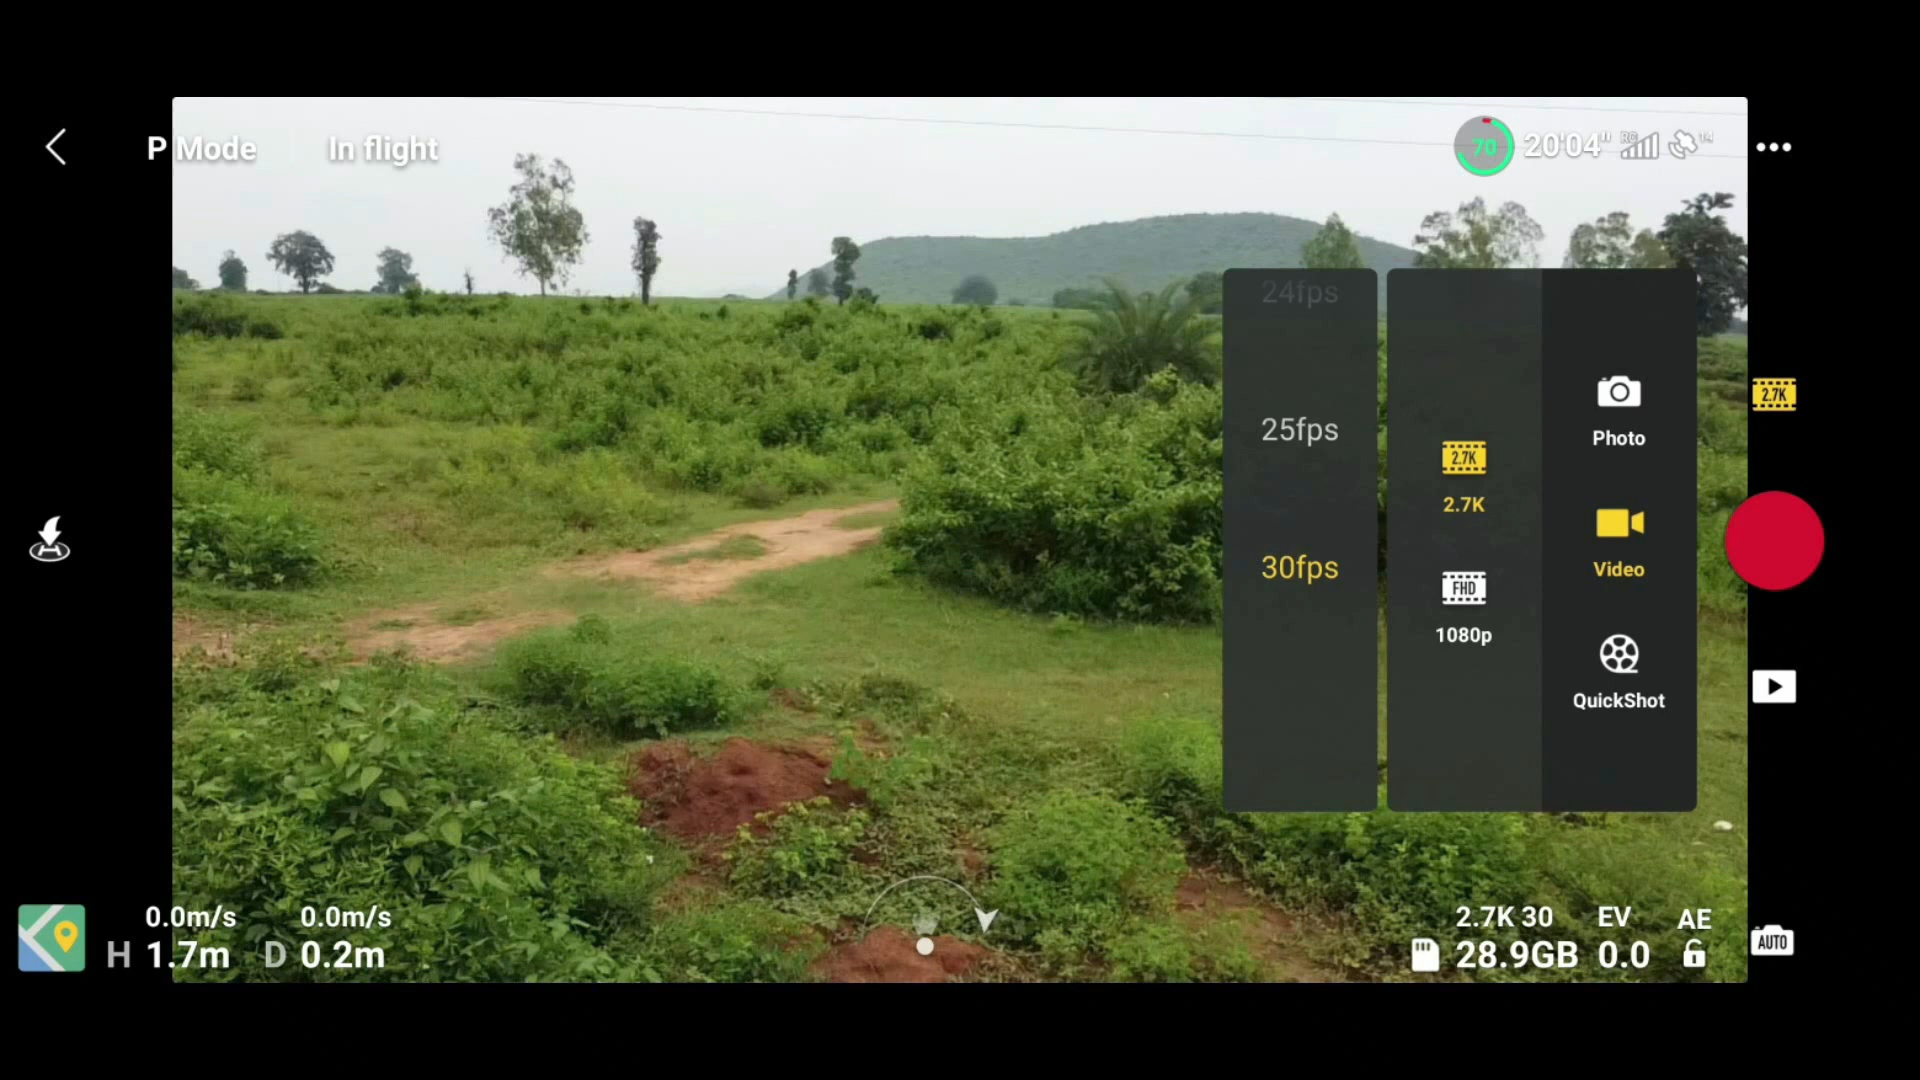 P Mode
In flight
70
20'04"
RC
14
24fps
25fps
30fps
2.7K
2.7K
FHD
1080p
Photo
Video
QuickShot
2.7K
0.0m/s 0.0m/s
H 1.7m D 0.2m
2.7K 30 EV AE
28.9GB 0.0
AUTO